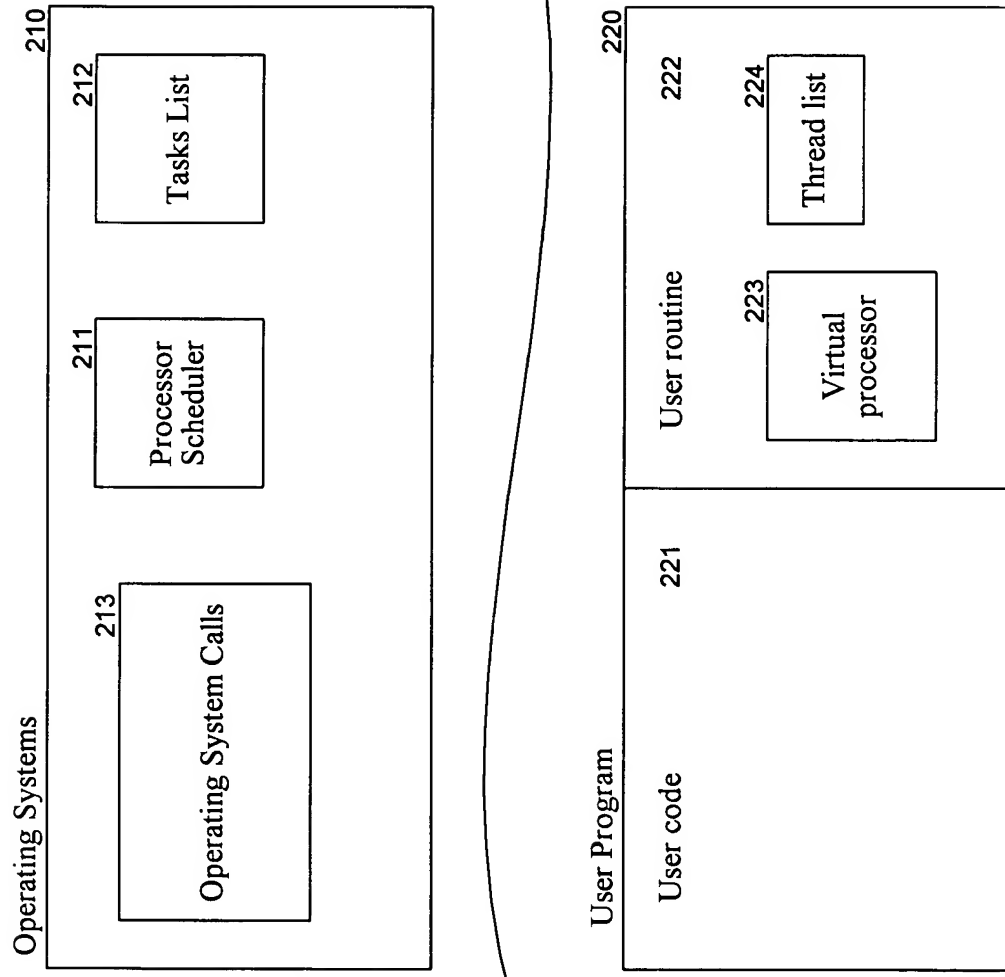 Operating Systems
210
213
Operating System Calls
211
Processor
Scheduler
212
Tasks List
User Program
220
User code
221
User routine
222
223
Virtual
processor
224
Thread list